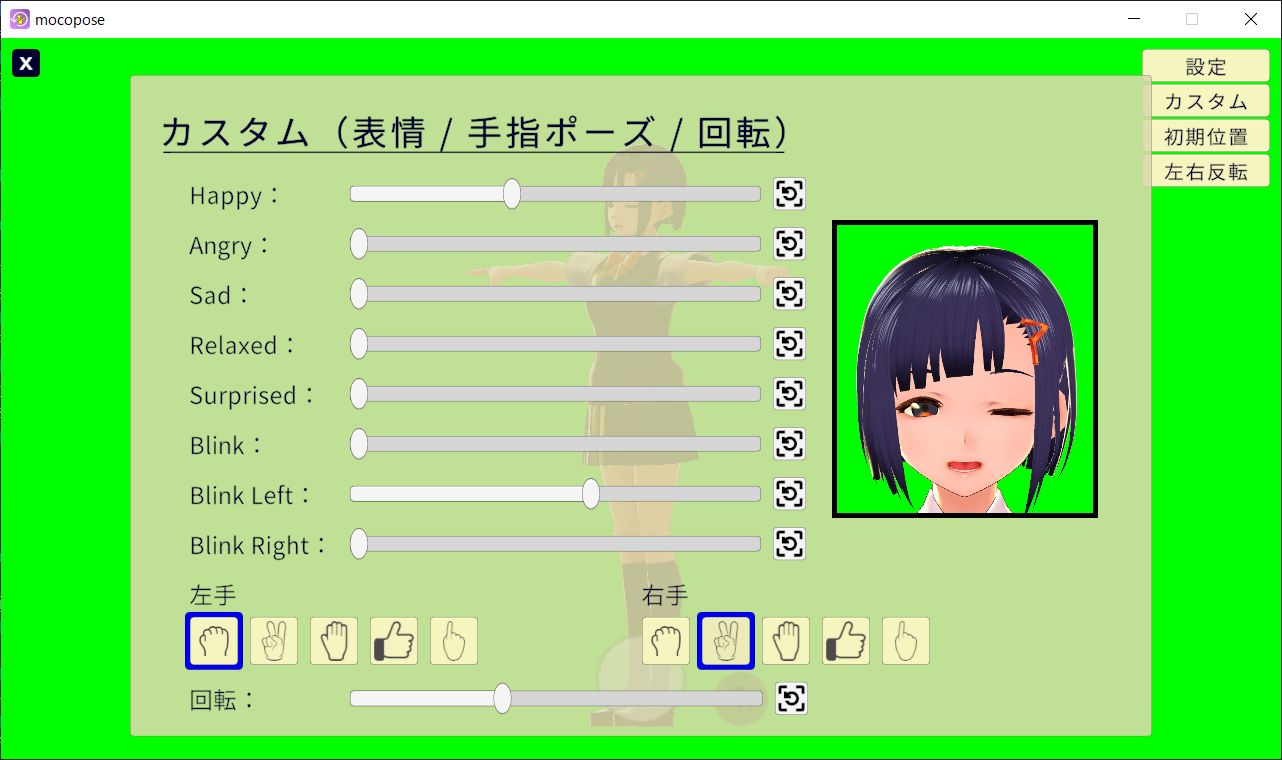 mocopose
X
設定
カスタム
初期位置
左右反転
カスタム（表情 / 手指ポーズ / 回転）
Happy：
Angry：
Sad：
Relaxed：
Surprised：
Blink：
Blink Left：
Blink Right：
左手
右手
回転：